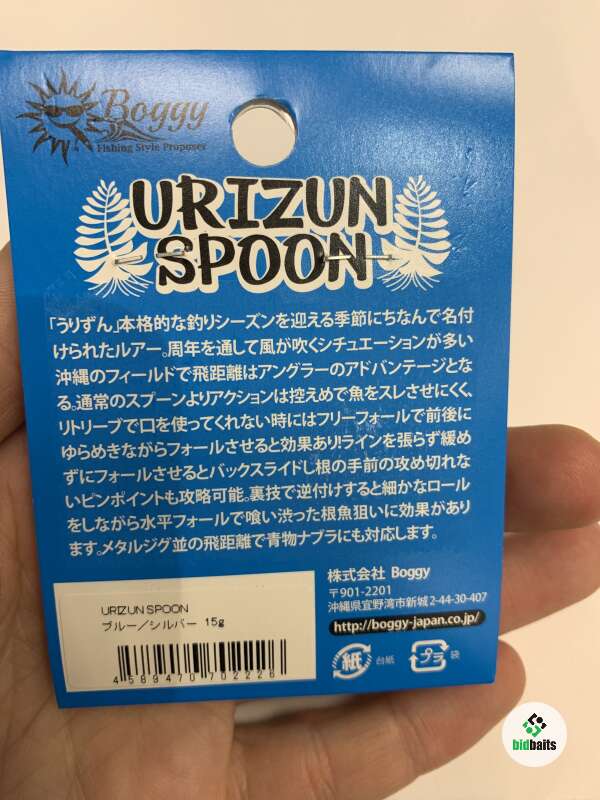 Boggy
Fishing Style Proposer
URIZUN
SPOON
「うりずん」本格的な釣りシーズンを迎える季節にちなんで名付
けられたルアー。周年を通して風が吹くシチュエーションが多い
沖縄のフィールドで飛距離はアングラーのアドバンテージとな
る。通常のスプーンよりアクションは控えめで魚をスレさせにくく、
リトリーブで口を使ってくれない時にはフリーフォールで前後に
ゆらめきながらフォールさせると効果あり!ラインを張らず緩め
ずにフォールさせるとバックスライドし根の手前の攻め切れな
いピンポイントも攻略可能。裏技で逆付けすると細かなロール
をしながら水平フォールで喰い渋った根魚狙いに効果があり
ます。メタルジグ並の飛距離で青物ナブラにも対応します。
株式会社 Boggy
〒901-2201
沖縄県宜野湾市新城2-44-30-407
http://boggy-japan.co.jp/
URIZUN SPOON
ブルー／シルバー 15g
4 589470 702226
紙 台紙 プラ 袋
bidbaits